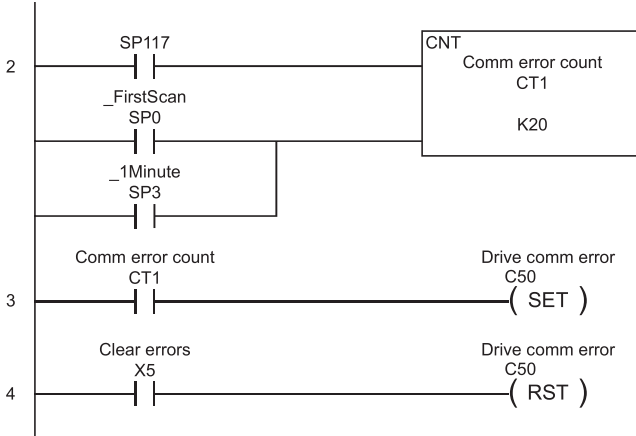 SP117
CNT
2
Comm error count
CT1
_FirstScan
SP0
K20
_1Minute
SP3
Comm error count
CT1
Drive comm error
C50
3
SET
Clear errors
X5
Drive comm error
C50
4
RST